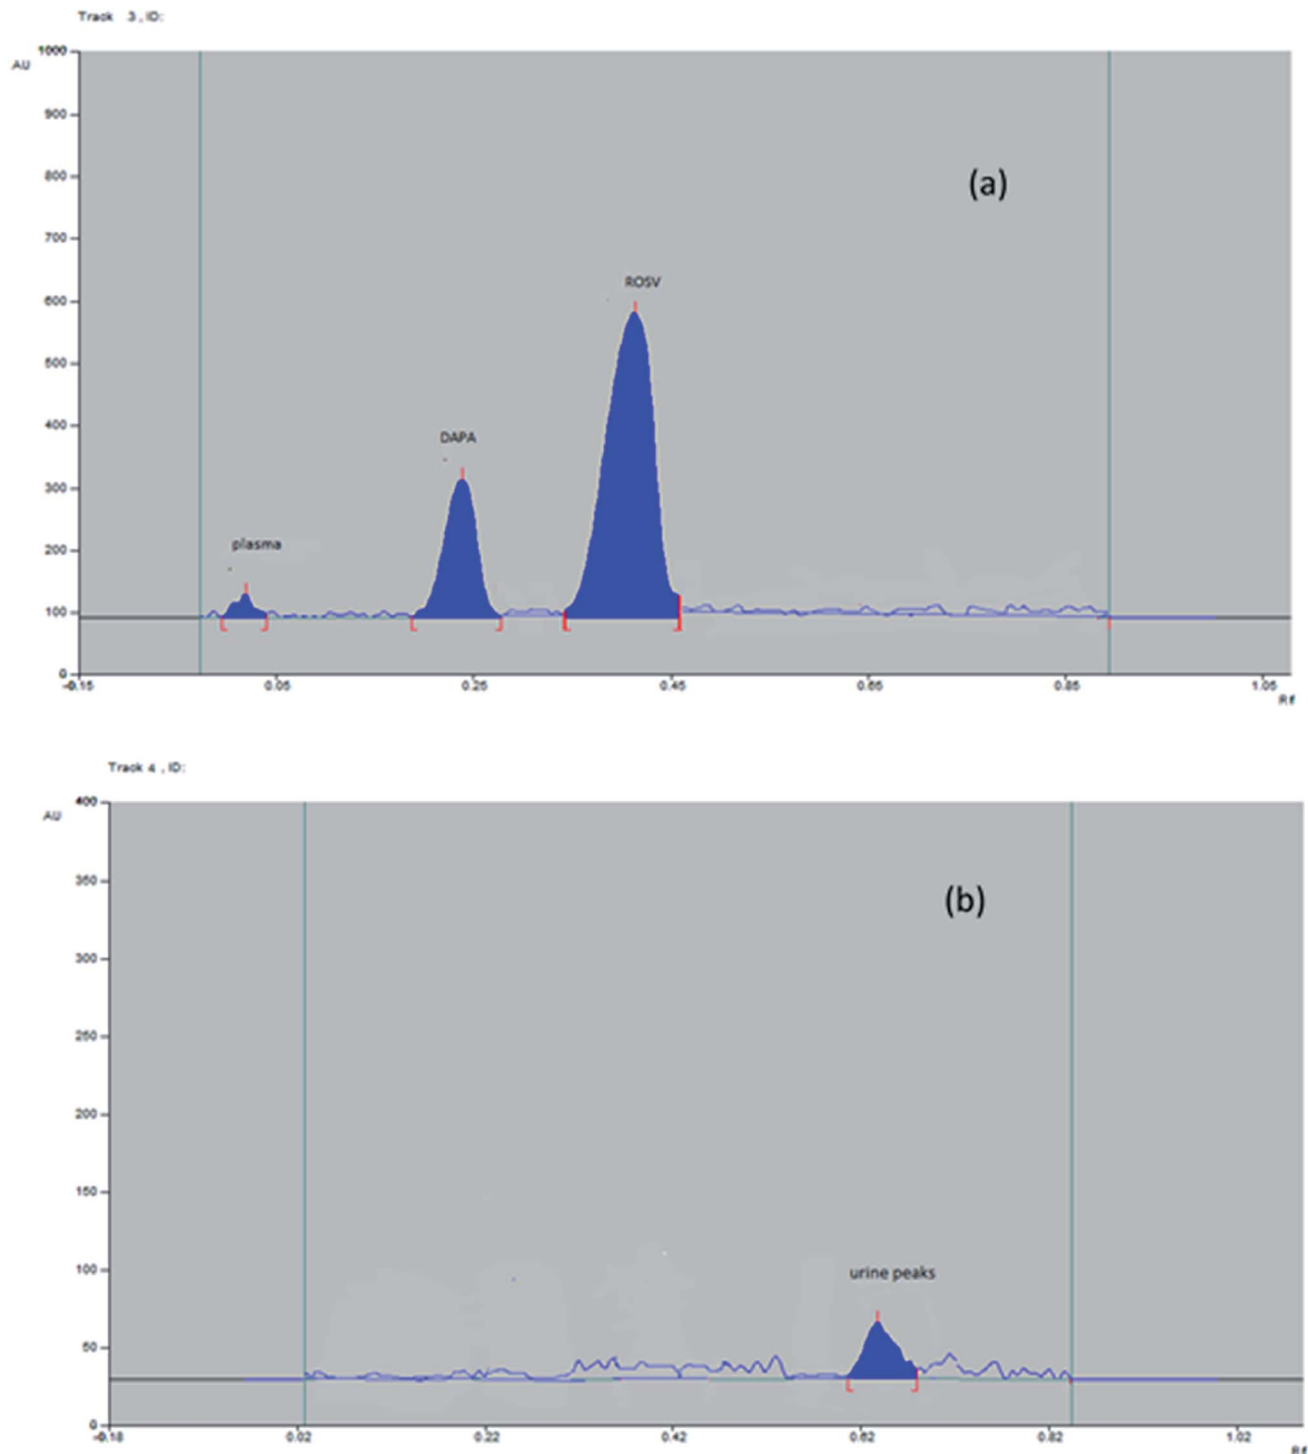 Track 3 , ID:
AU
1000
900
800
700
600
500
400
300
200
100
0
(a)
ROSV
DAPA
plasma
-0.15 0.05 0.25 0.45 0.65 0.85 1.05
Rf
Track 4 , ID:
AU
400
350
300
250
200
150
100
50
0
(b)
urine peaks
-0.18 0.02 0.22 0.42 0.62 0.82 1.02
Rf